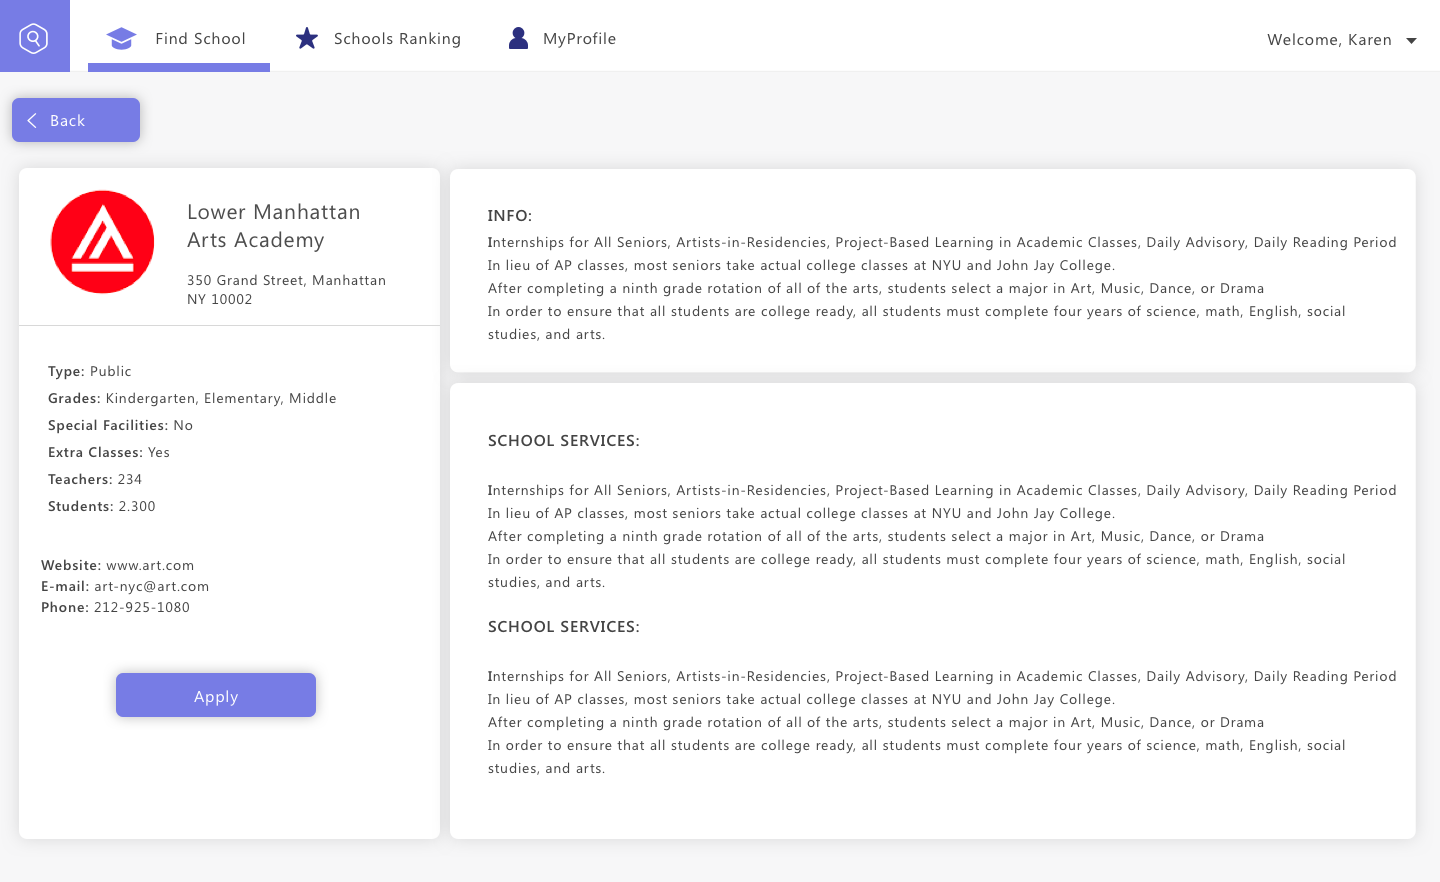 Find School
Schools Ranking
MyProfile
Welcome, Karen
Back
Lower Manhattan
Arts Academy
350 Grand Street, Manhattan
NY 10002
Type: Public
Grades: Kindergarten, Elementary, Middle
Special Facilities: No
Extra Classes: Yes
Teachers: 234
Students: 2.300
Website: www.art.com
E-mail: art-nyc@art.com
Phone: 212-925-1080
Apply
INFO:
Internships for All Seniors, Artists-in-Residencies, Project-Based Learning in Academic Classes, Daily Advisory, Daily Reading Period
In lieu of AP classes, most seniors take actual college classes at NYU and John Jay College.
After completing a ninth grade rotation of all of the arts, students select a major in Art, Music, Dance, or Drama
In order to ensure that all students are college ready, all students must complete four years of science, math, English, social
studies, and arts.
SCHOOL SERVICES:
Internships for All Seniors, Artists-in-Residencies, Project-Based Learning in Academic Classes, Daily Advisory, Daily Reading Period
In lieu of AP classes, most seniors take actual college classes at NYU and John Jay College.
After completing a ninth grade rotation of all of the arts, students select a major in Art, Music, Dance, or Drama
In order to ensure that all students are college ready, all students must complete four years of science, math, English, social
studies, and arts.
SCHOOL SERVICES:
Internships for All Seniors, Artists-in-Residencies, Project-Based Learning in Academic Classes, Daily Advisory, Daily Reading Period
In lieu of AP classes, most seniors take actual college classes at NYU and John Jay College.
After completing a ninth grade rotation of all of the arts, students select a major in Art, Music, Dance, or Drama
In order to ensure that all students are college ready, all students must complete four years of science, math, English, social
studies, and arts.